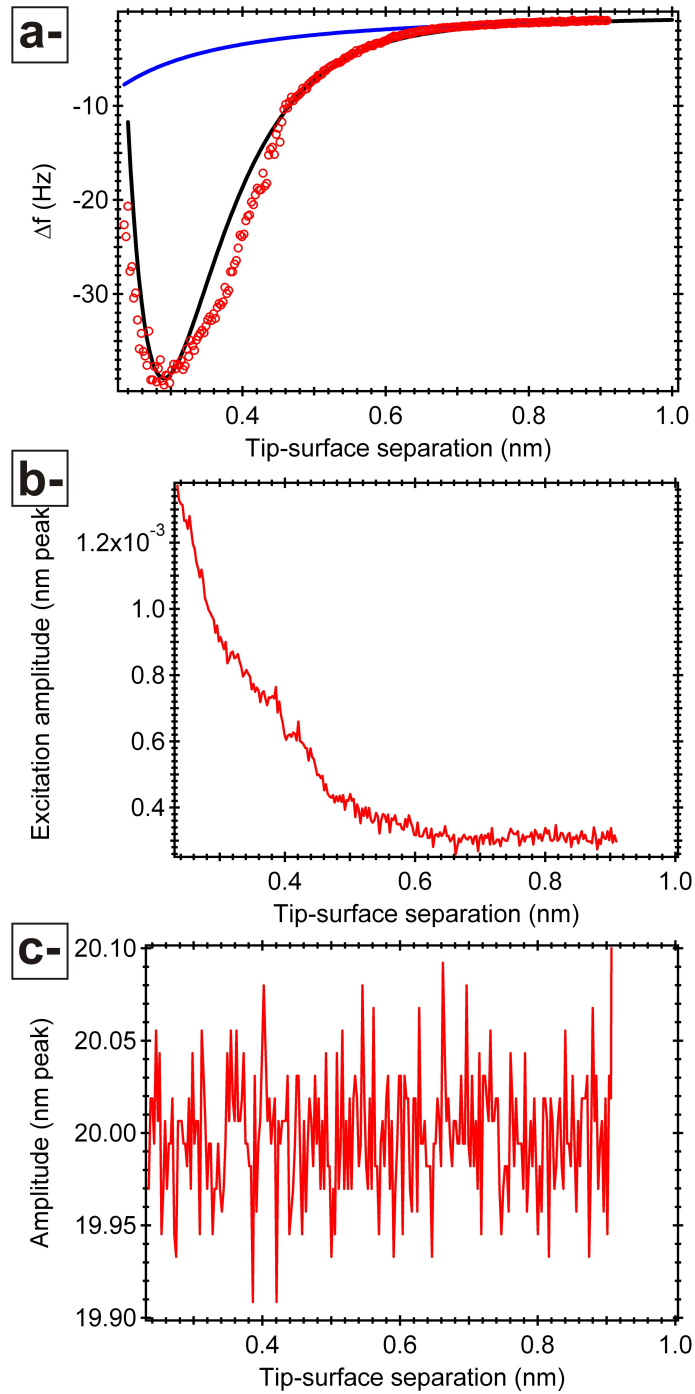 a-
Δf (Hz)
-10
-20
-30
0.4 0.6 0.8 1.0
Tip-surface separation (nm)
b-
Excitation amplitude (nm peak)
1.2x10-3
1.0
0.8
0.6
0.4
0.4 0.6 0.8 1.0
Tip-surface separation (nm)
c-
Amplitude (nm peak)
20.10
20.05
20.00
19.95
19.90
0.4 0.6 0.8 1.0
Tip-surface separation (nm)